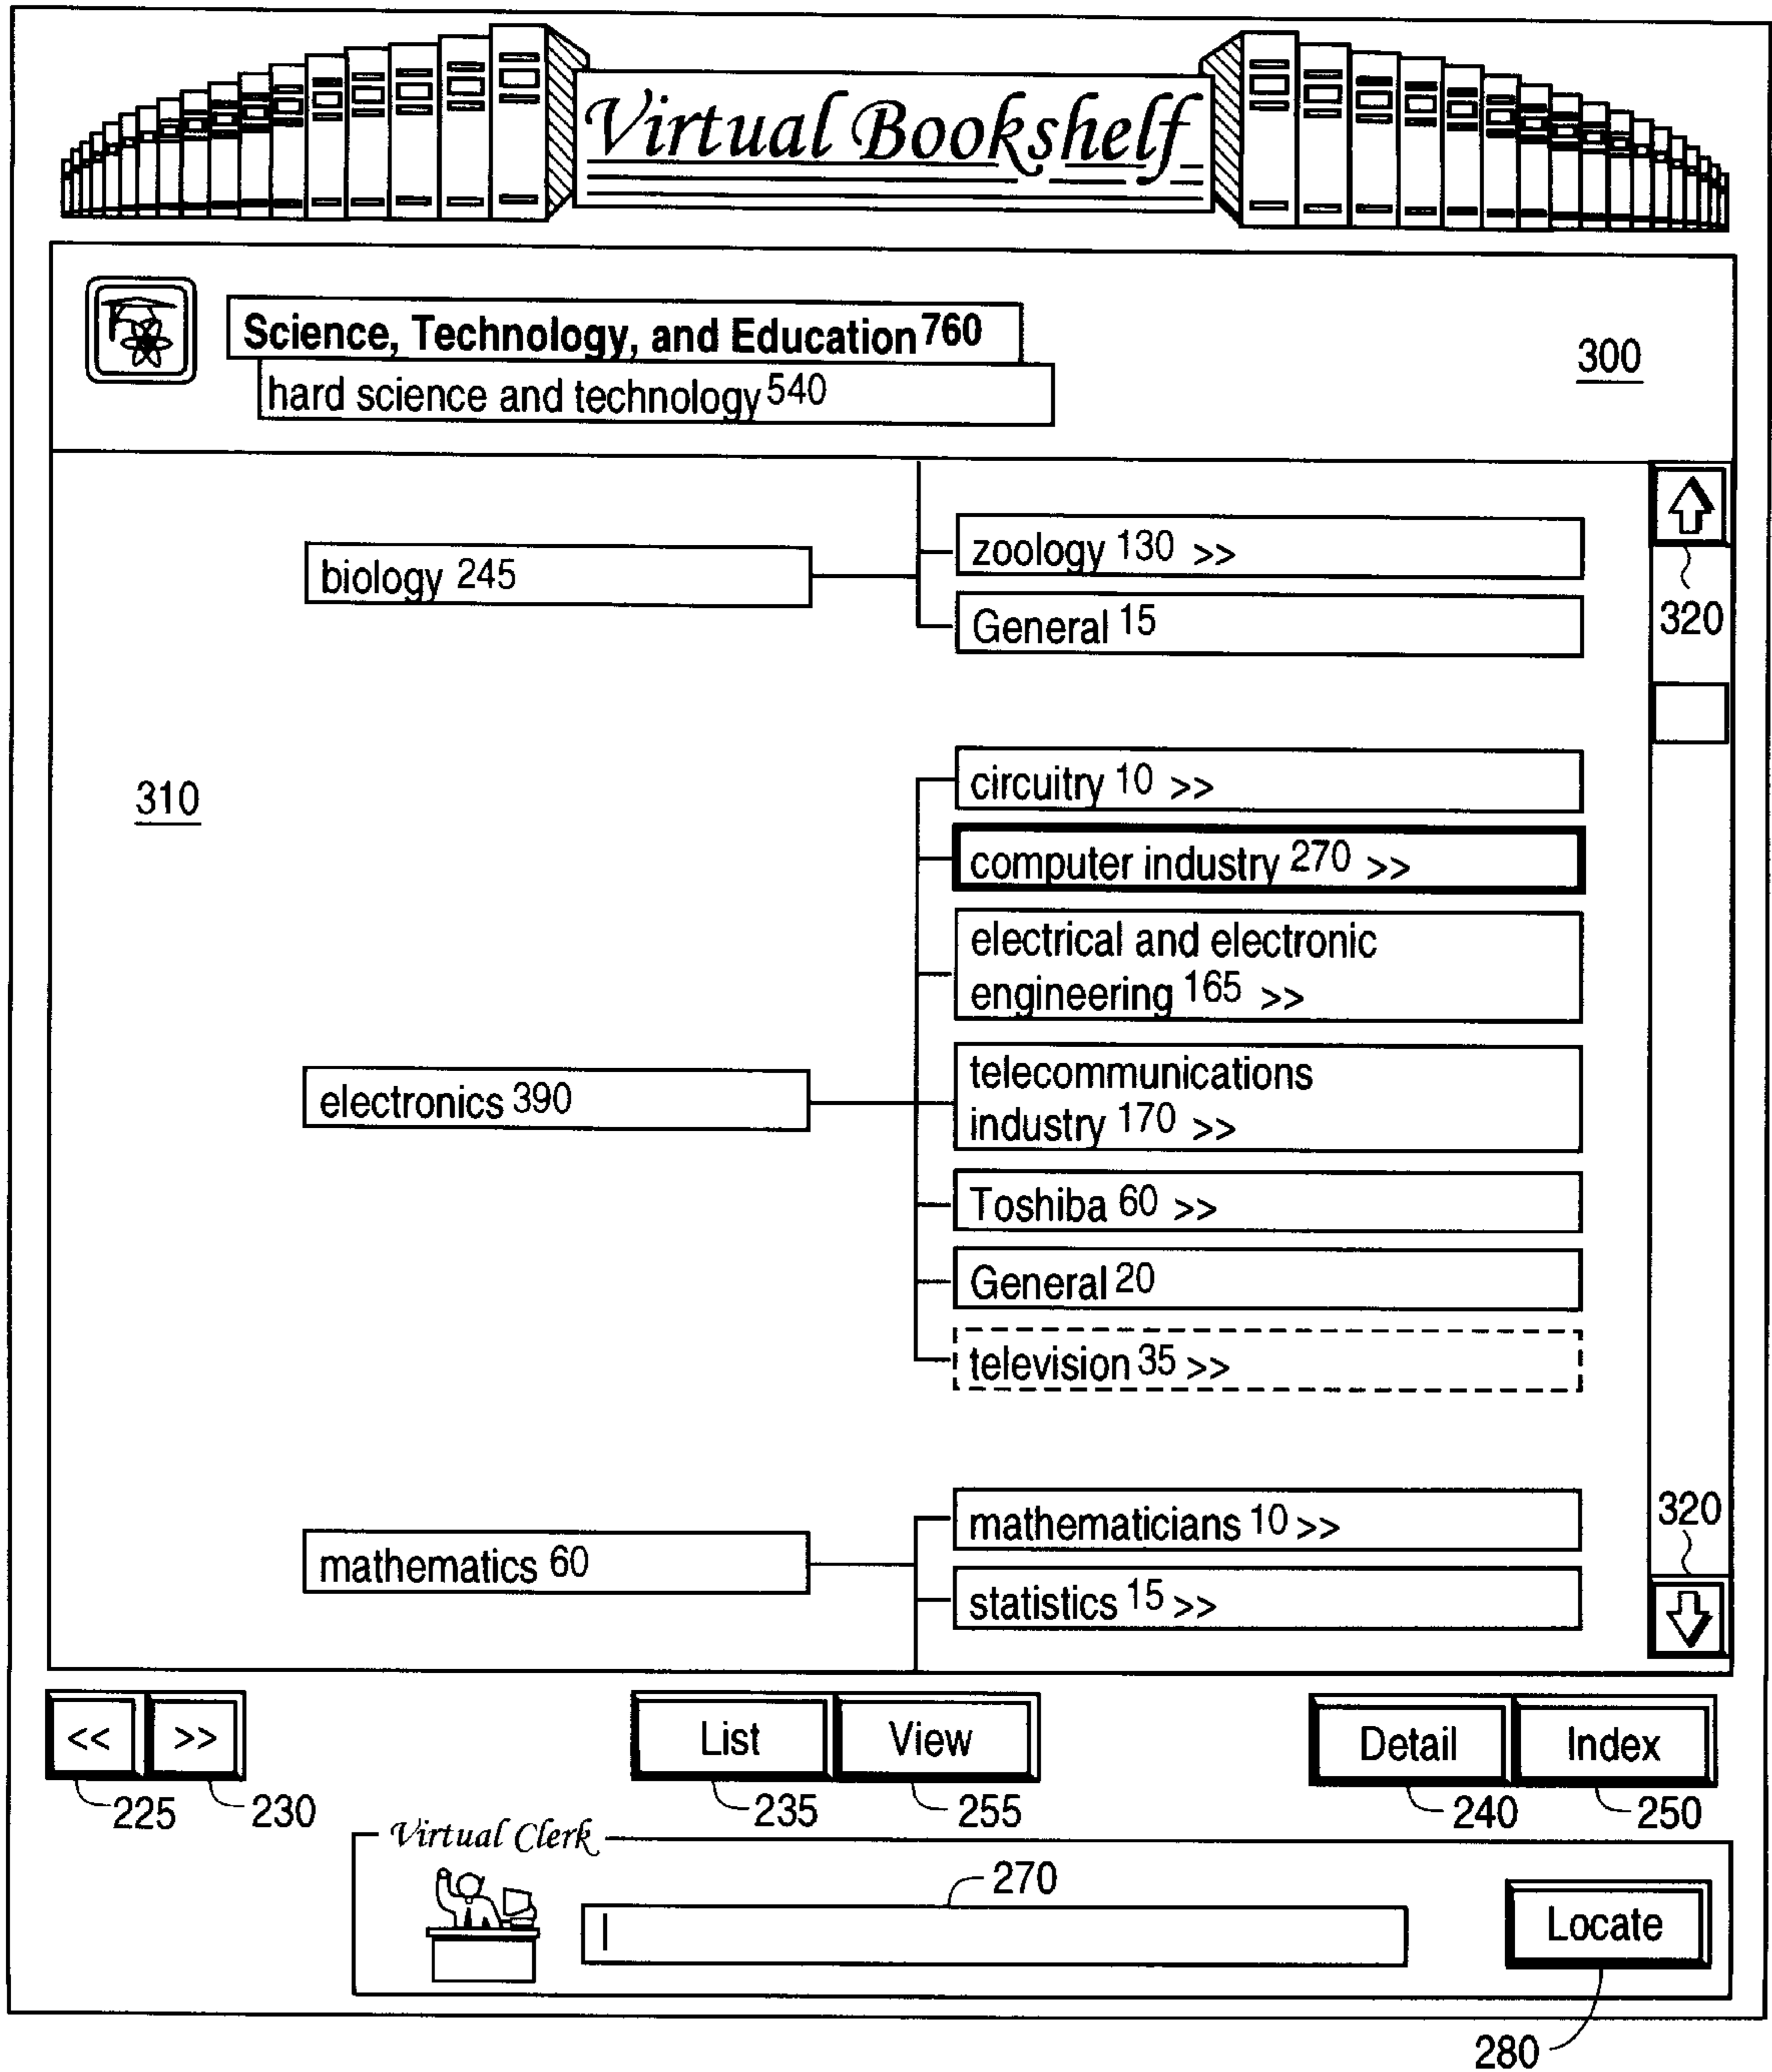 Virtual Bookshelf
Science, Technology, and Education 760
hard science and technology 540
300
zoology 130 >>
biology 245
General 15
320
310
circuitry 10 >>
computer industry 270 >>
electrical and electronic
engineering 165 >>
telecommunications
industry 170 >>
electronics 390
Toshiba 60 >>
General 20
television 35 >>
320
mathematicians 10 >>
mathematics 60
statistics 15 >>
<< >> List View Detail Index
225 230 235 255 240 250
Virtual Clerk
270
Locate
280